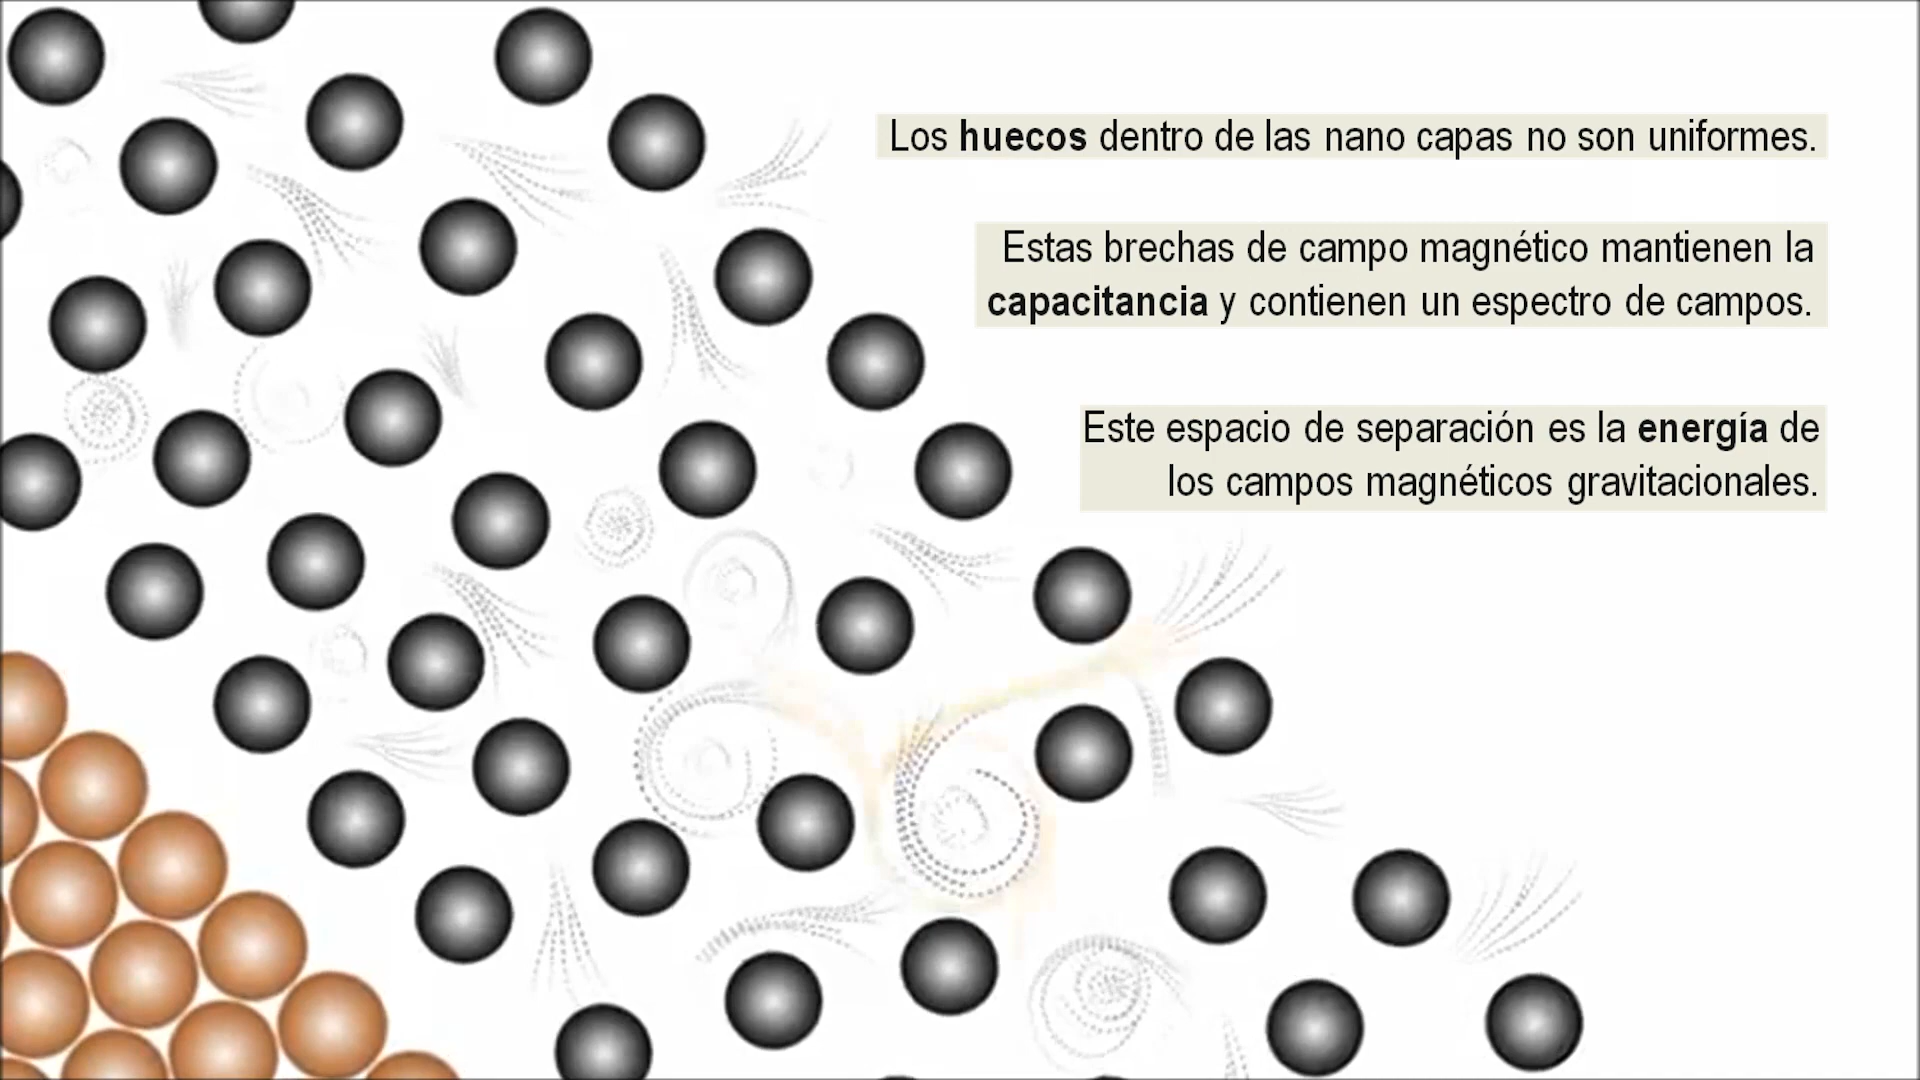 Los huecos dentro de las nano capas no son uniformes.
Estas brechas de campo magnético mantienen la
capacitancia y contienen un espectro de campos.
Este espacio de separación es la energía de
los campos magnéticos gravitacionales.